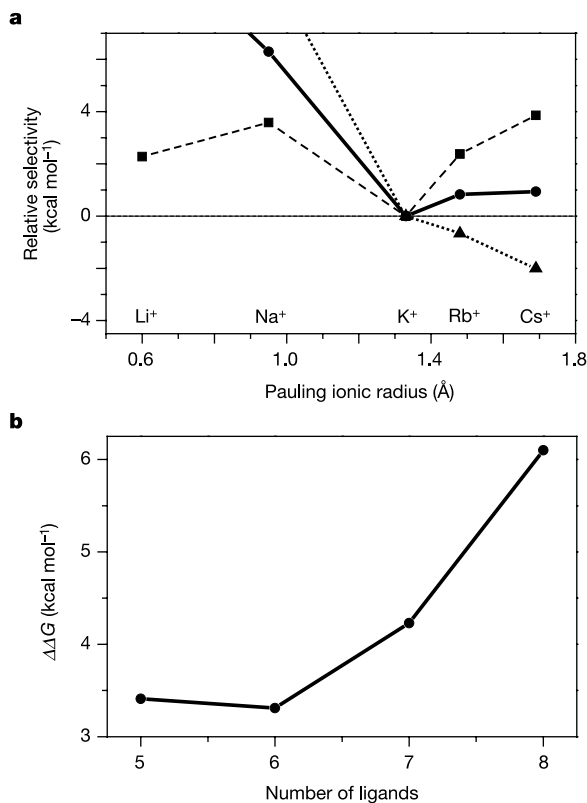 a
Relative selectivity
(kcal mol⁻¹)
4
0
–4
Li⁺ Na⁺ K⁺ Rb⁺ Cs⁺
0.6 1.0 1.4 1.8
Pauling ionic radius (Å)
b
ΔΔG (kcal mol⁻¹)
6
5
4
3
5 6 7 8
Number of ligands